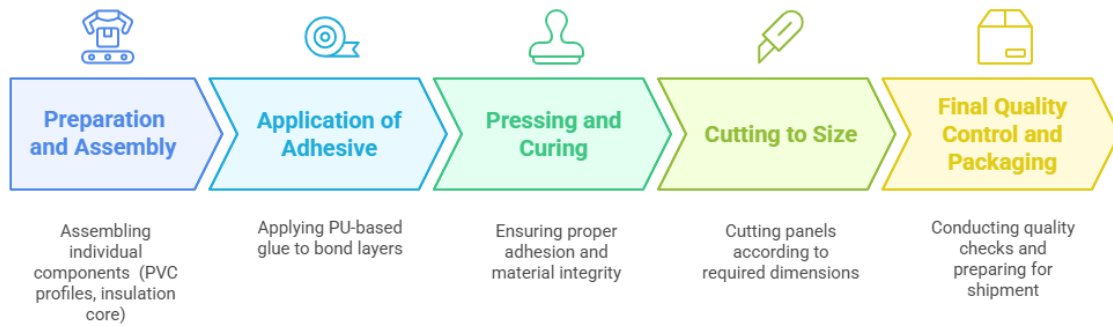 Preparation
and Assembly
Application of
Adhesive
Pressing and
Curing
Cutting to Size
Final Quality
Control and
Packaging
Assembling
individual
components (PVC
profiles, insulation
core)
Applying PU-based
glue to bond layers
Ensuring proper
adhesion and
material integrity
Cutting panels
according to
required dimensions
Conducting quality
checks and
preparing for
shipment